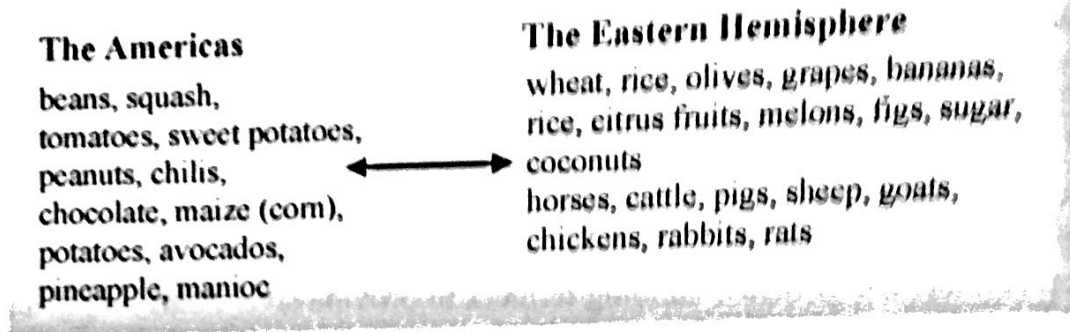 The Americas
beans, squash,
tomatoes, sweet potatoes,
peanuts, chilis,
chocolate, maize (corn),
potatoes, avocados,
pineapple, manioc
The Eastern Hemisphere
wheat, rice, olives, grapes, bananas,
rice, citrus fruits, melons, figs, sugar,
coconuts
horses, cattle, pigs, sheep, goats,
chickens, rabbits, rats